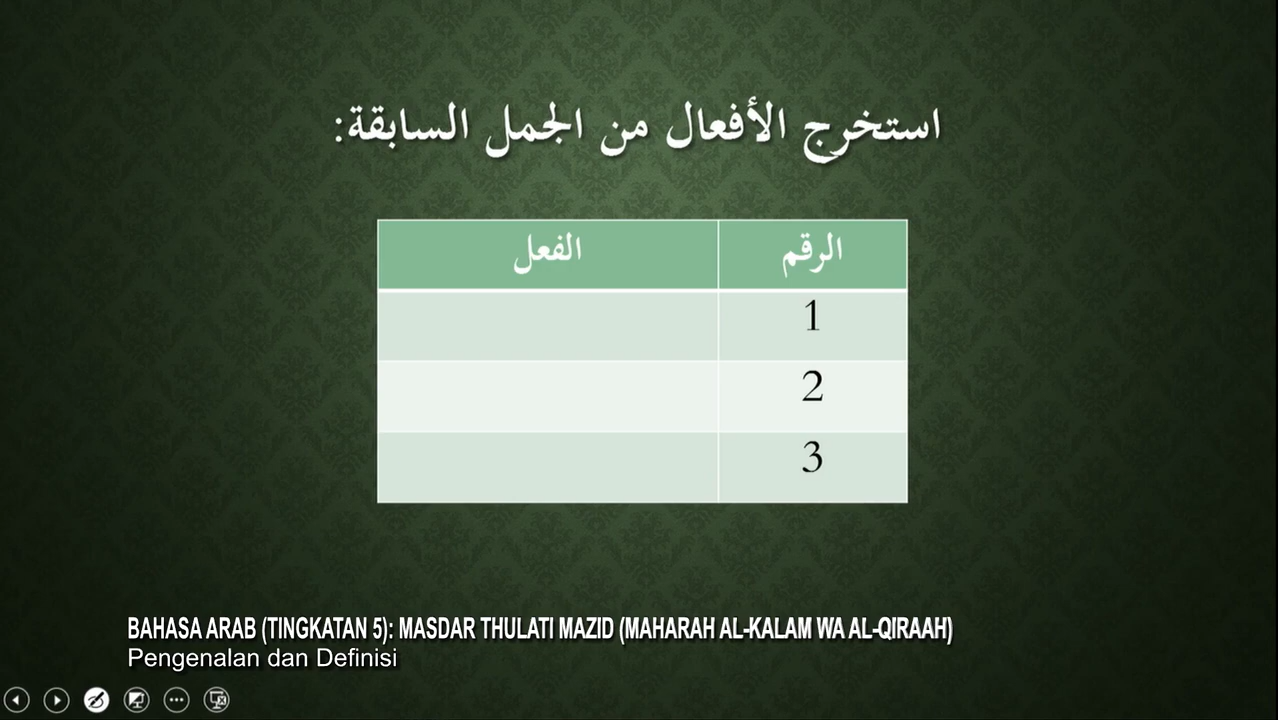 استخرج الأفعال من الجمل السابقة:
الرقم الفعل
1
2
3
BAHASA ARAB (TINGKATAN 5): MASDAR THULATI MAZID (MAHARAH AL-KALAM WA AL-QIRAAH)
Pengenalan dan Definisi